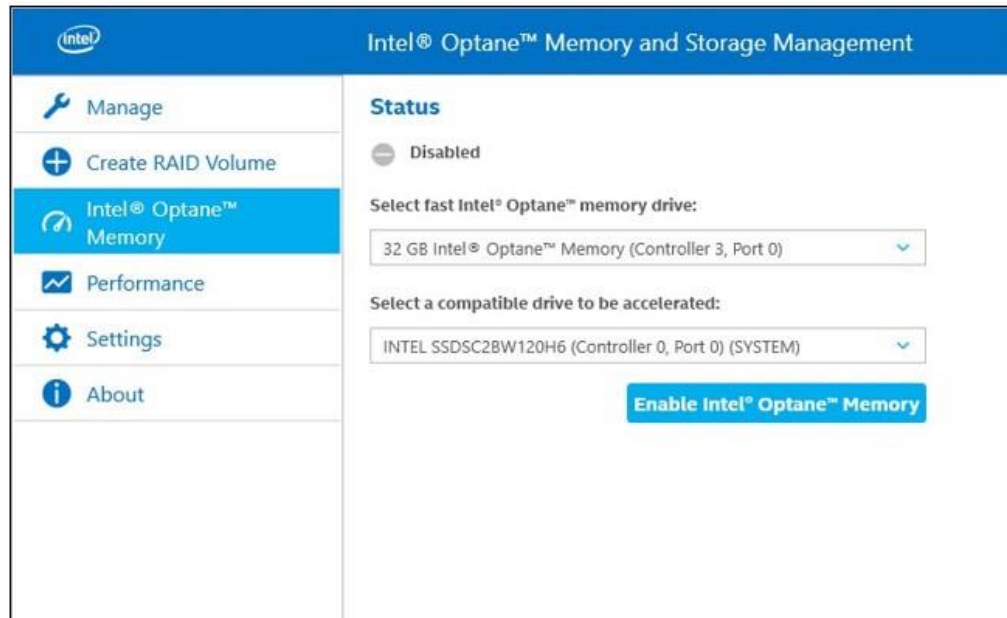 intel
Intel® Optane™ Memory and Storage Management
Manage
Create RAID Volume
Intel® Optane™
Memory
Performance
Settings
About
Status
Disabled
Select fast Intel® Optane™ memory drive:
32 GB Intel® Optane™ Memory (Controller 3, Port 0)
Select a compatible drive to be accelerated:
INTEL SSDSC2BW120H6 (Controller 0, Port 0) (SYSTEM)
Enable Intel® Optane™ Memory